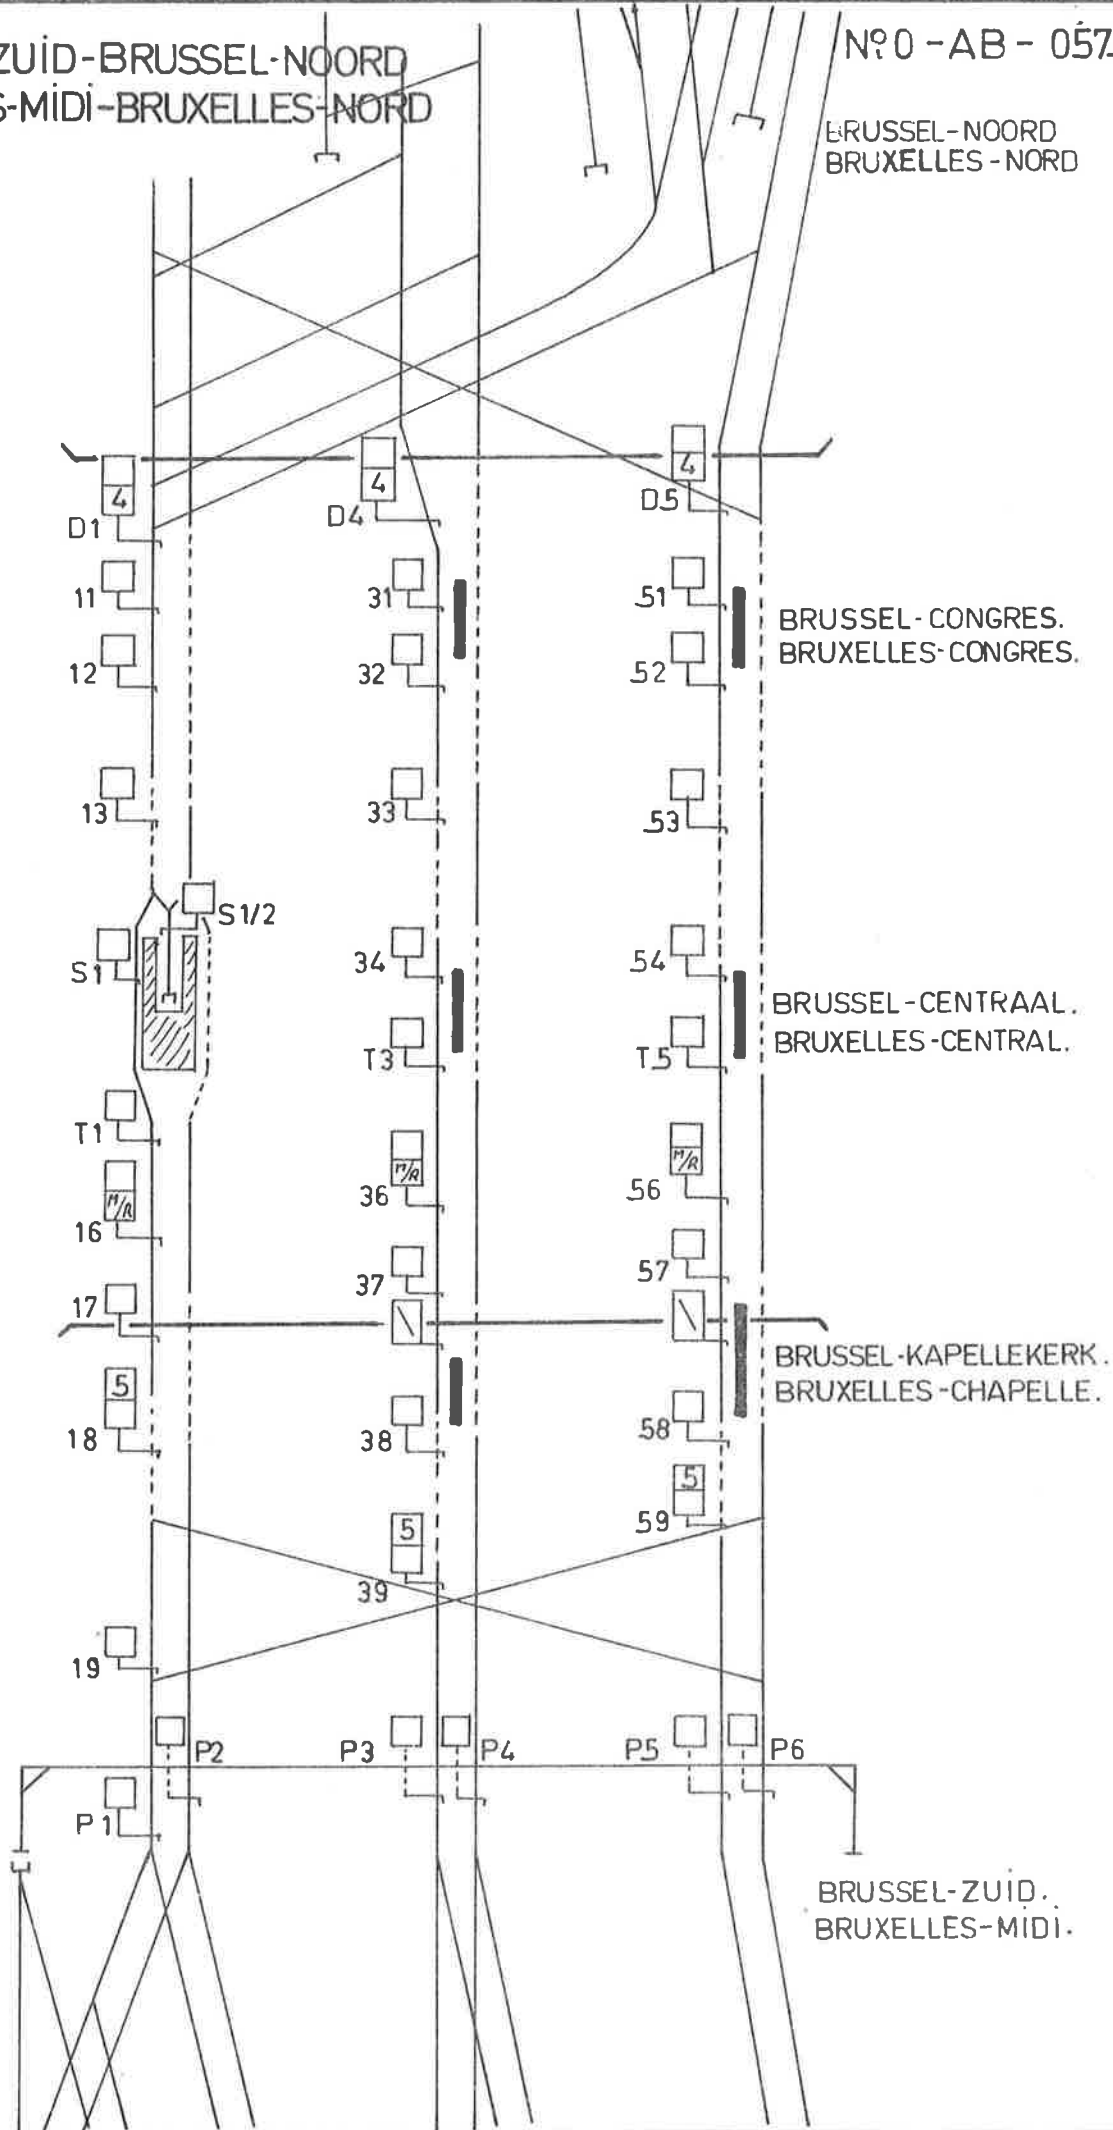 ZUID-BRUSSEL-NOORD
S-MIDI-BRUXELLES-NORD
Nº0-AB-057
BRUSSEL-NOORD
BRUXELLES-NORD
4
D1
4
D4
4
D5
11
31
51
BRUSSEL-CONGRES.
BRUXELLES-CONGRES.
12
32
52
13
33
53
S1/2
S1
34
54
BRUSSEL-CENTRAAL.
BRUXELLES-CENTRAL.
T3
T5
T1
M/R
16
M/R
36
M/R
56
17
37
57
BRUSSEL-KAPELLEKERK.
BRUXELLES-CHAPELLE.
5
18
38
58
5
39
5
59
19
P2
P3
P4
P5
P6
P1
BRUSSEL-ZUID.
BRUXELLES-MIDI.